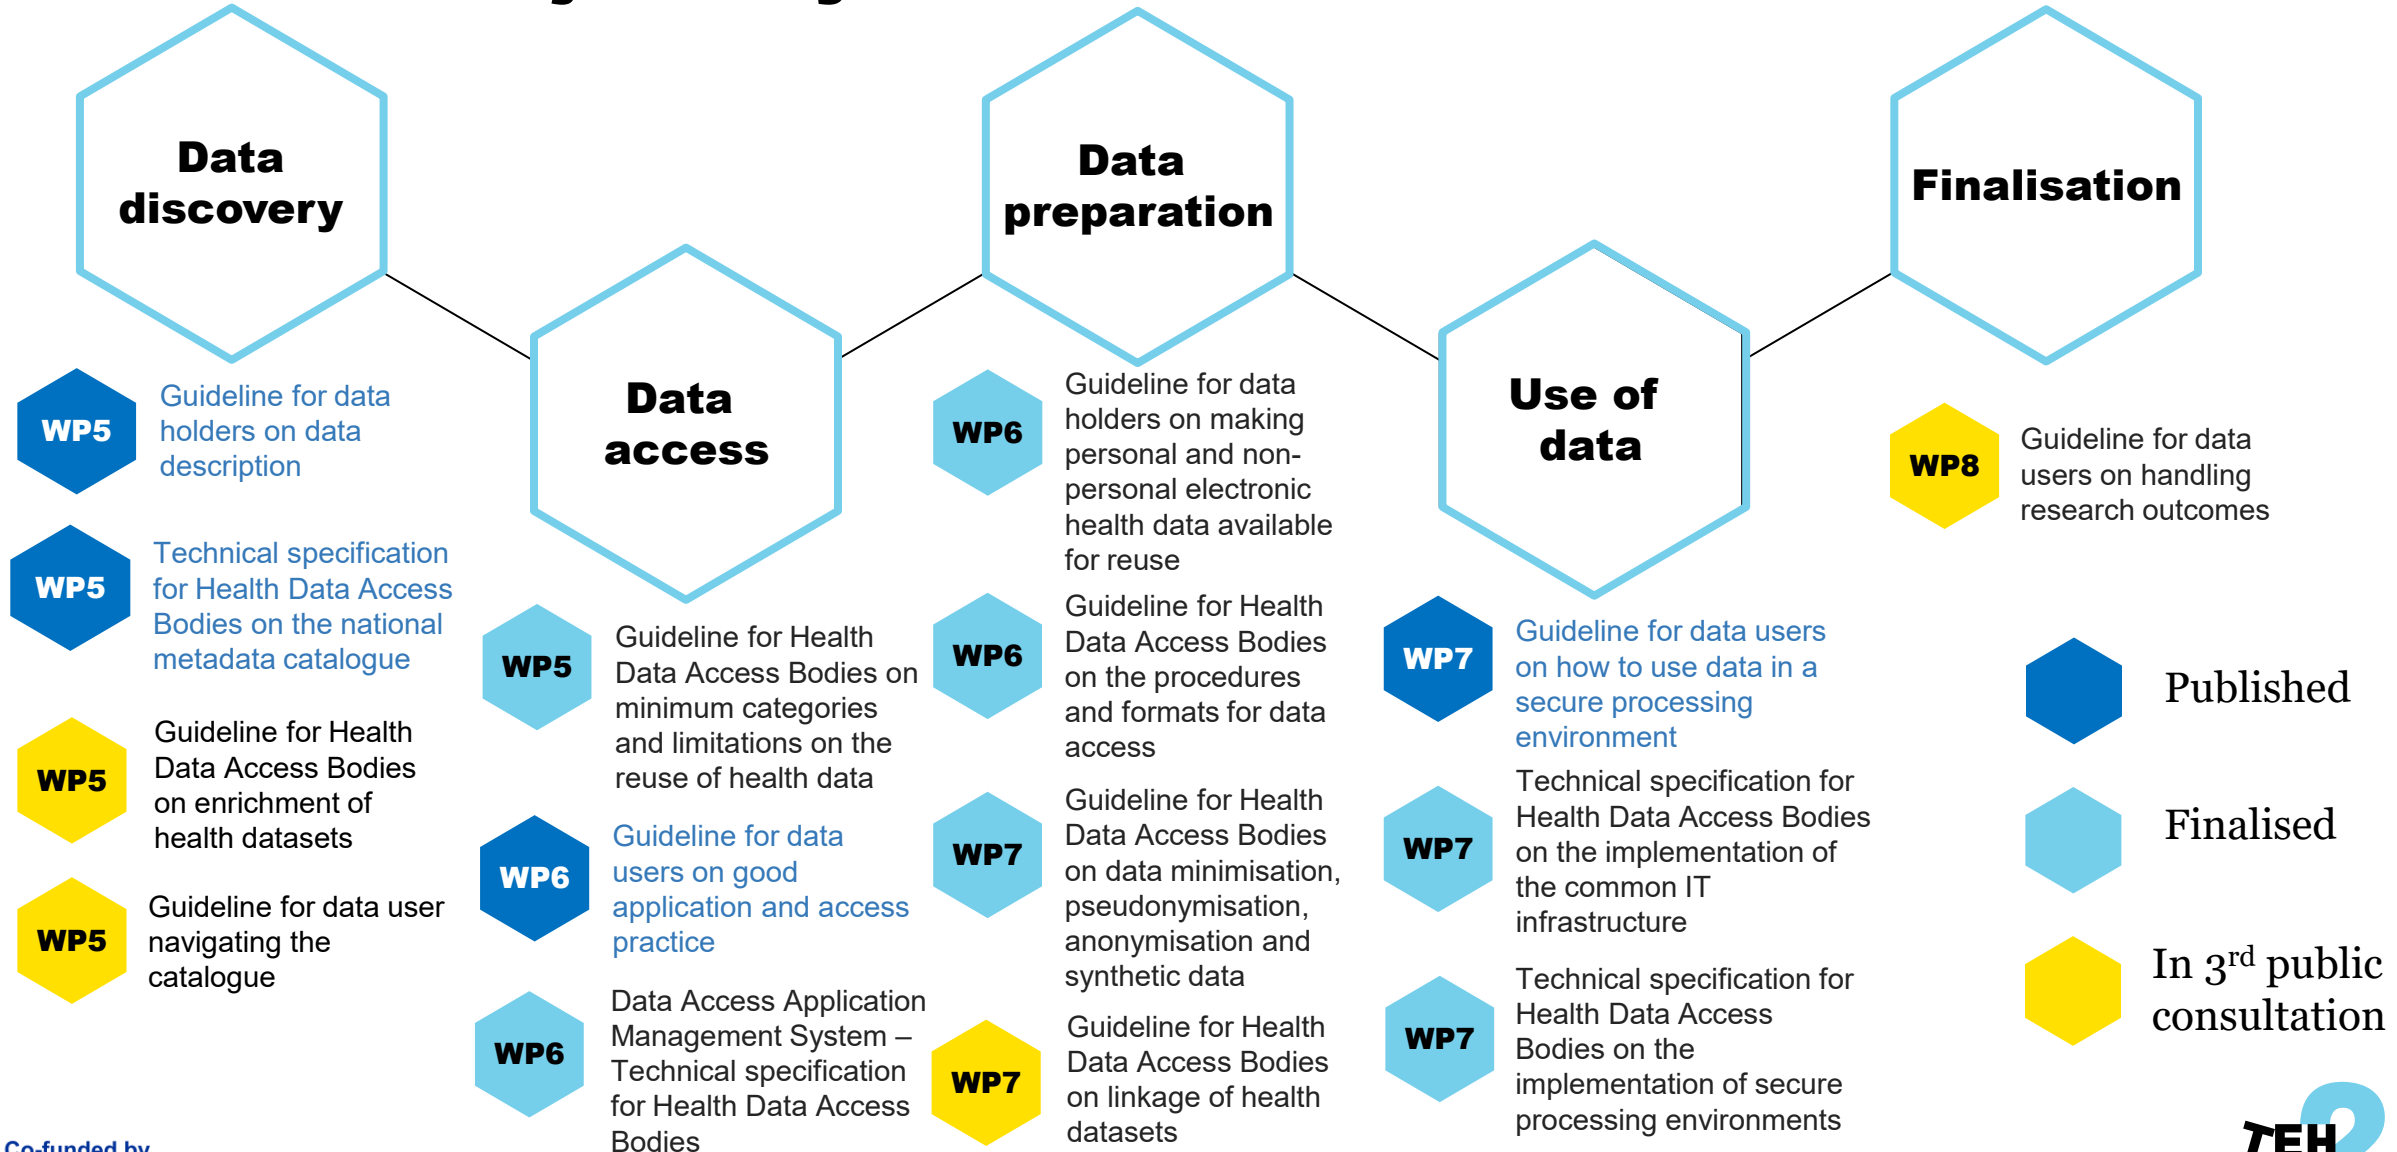 Data
discovery
Data
access
Data
preparation
Use of
data
Finalisation
WP5
Guideline for data
holders on data
description
WP5
Technical specification
for Health Data Access
Bodies on the national
metadata catalogue
WP5
Guideline for Health
Data Access Bodies
on enrichment of
health datasets
WP5
Guideline for data user
navigating the
catalogue
WP5
Guideline for Health
Data Access Bodies on
minimum categories
and limitations on the
reuse of health data
WP6
Guideline for data
users on good
application and access
practice
WP6
Data Access Application
Management System –
Technical specification
for Health Data Access
Bodies
WP6
Guideline for data
holders on making
personal and non-
personal electronic
health data available
for reuse
WP6
Guideline for Health
Data Access Bodies
on the procedures
and formats for data
access
WP7
Guideline for Health
Data Access Bodies
on data minimisation,
pseudonymisation,
anonymisation and
synthetic data
WP7
Guideline for Health
Data Access Bodies
on linkage of health
datasets
WP7
Guideline for data users
on how to use data in a
secure processing
environment
WP7
Technical specification for
Health Data Access Bodies
on the implementation of
the common IT
infrastructure
WP7
Technical specification for
Health Data Access
Bodies on the
implementation of secure
processing environments
WP8
Guideline for data
users on handling
research outcomes
Published
Finalised
In 3rd public
consultation
Co-funded by
TEH
2